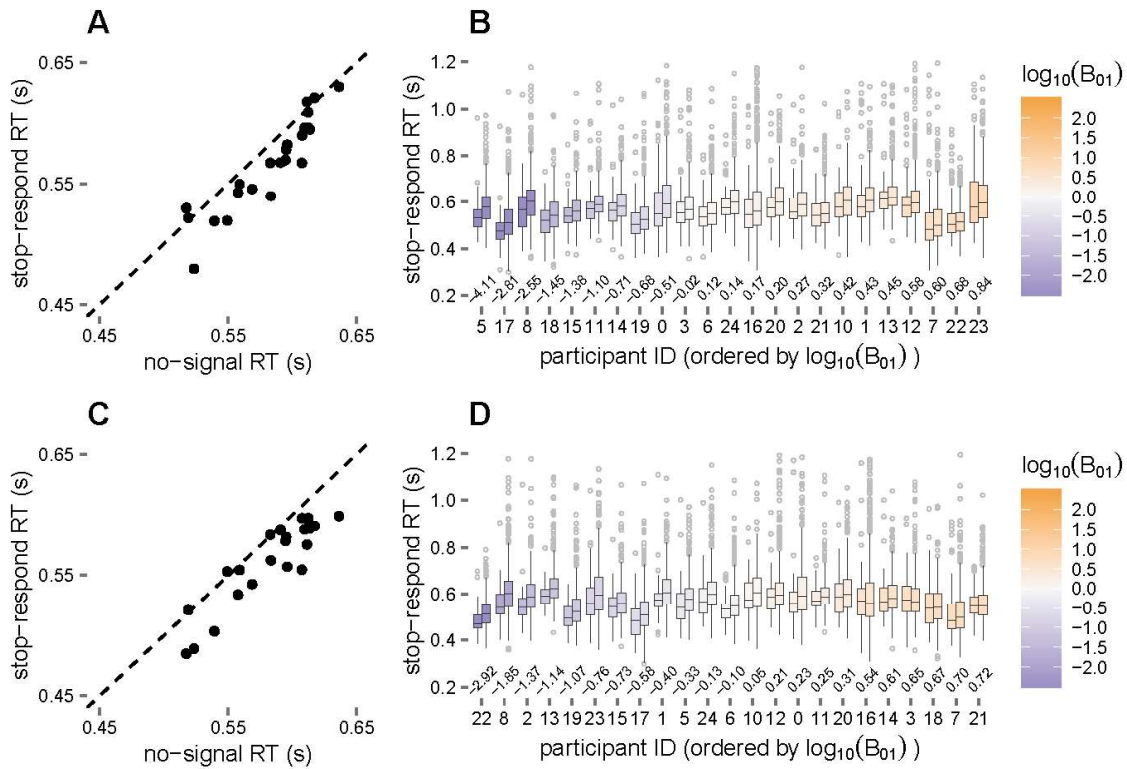 A
stop−respond RT (s)
0.65
0.55
0.45
0.45 0.55 0.65
no−signal RT (s)
B
stop−respond RT (s)
1.2
1.0
0.8
0.6
0.4
0.2
−4.11 −2.81 −2.55 −1.45 −1.38 −1.10 −0.71 −0.68 −0.51 −0.02 0.12 0.14 0.17 0.20 0.27 0.32 0.42 0.43 0.45 0.58 0.60 0.68 0.84
5 17 8 18 15 11 14 19 0 3 6 24 16 20 2 21 10 1 13 12 7 22 23
participant ID (ordered by log10(B01) )
log10(B01)
2.0
1.5
1.0
0.5
0.0
−0.5
−1.0
−1.5
−2.0
C
stop−respond RT (s)
0.65
0.55
0.45
0.45 0.55 0.65
no−signal RT (s)
D
stop−respond RT (s)
1.2
1.0
0.8
0.6
0.4
0.2
−2.92 −1.85 −1.37 −1.14 −1.07 −0.76 −0.73 −0.58 −0.40 −0.33 −0.13 −0.10 0.05 0.21 0.23 0.25 0.31 0.54 0.61 0.65 0.67 0.70 0.72
22 8 2 13 19 23 15 17 1 5 24 6 10 12 0 11 20 16 14 3 18 7 21
participant ID (ordered by log10(B01) )
log10(B01)
2.0
1.5
1.0
0.5
0.0
−0.5
−1.0
−1.5
−2.0